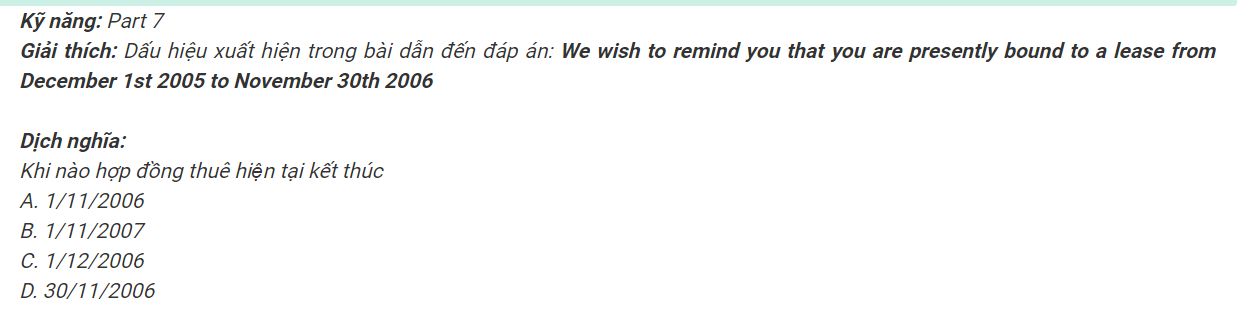 Kỹ năng: Part 7
Giải thích: Dấu hiệu xuất hiện trong bài dẫn đến đáp án: We wish to remind you that you are presently bound to a lease from
December 1st 2005 to November 30th 2006
Dịch nghĩa:
Khi nào hợp đồng thuê hiện tại kết thúc
A. 1/11/2006
B. 1/11/2007
C. 1/12/2006
D. 30/11/2006